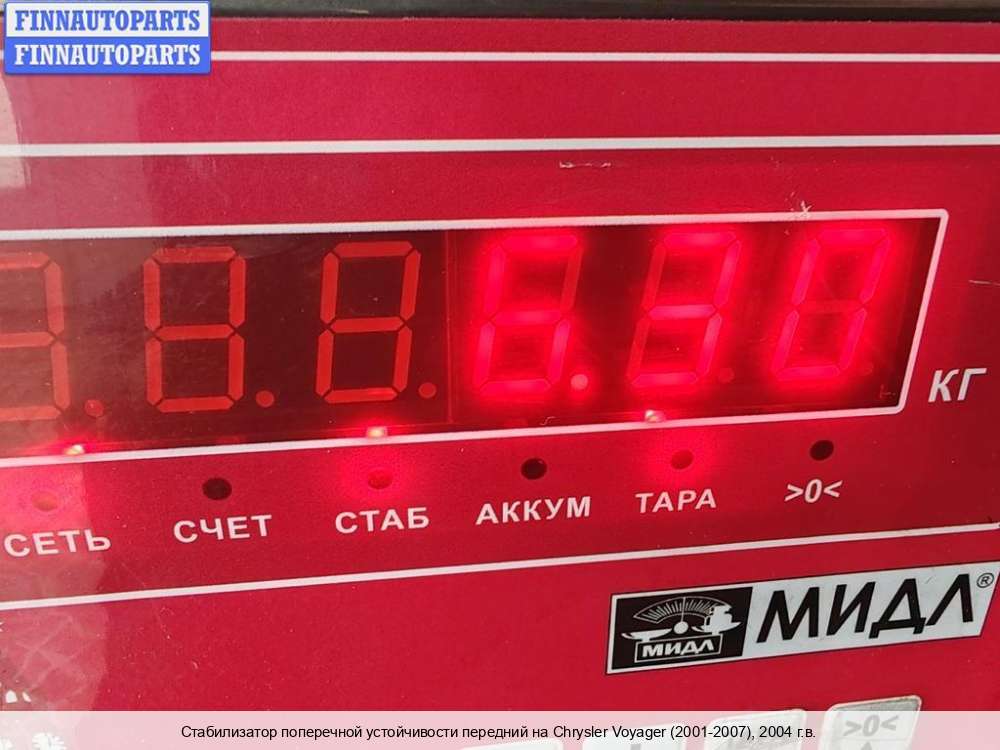 FINNAUTOPARTS
FINNAUTOPARTS
КГ
СЕТЬ СЧЕТ СТАБ АККУМ ТАРА >0<
МИДЛ МИДЛ®
>0<
Стабилизатор поперечной устойчивости передний на Chrysler Voyager (2001-2007), 2004 г.в.